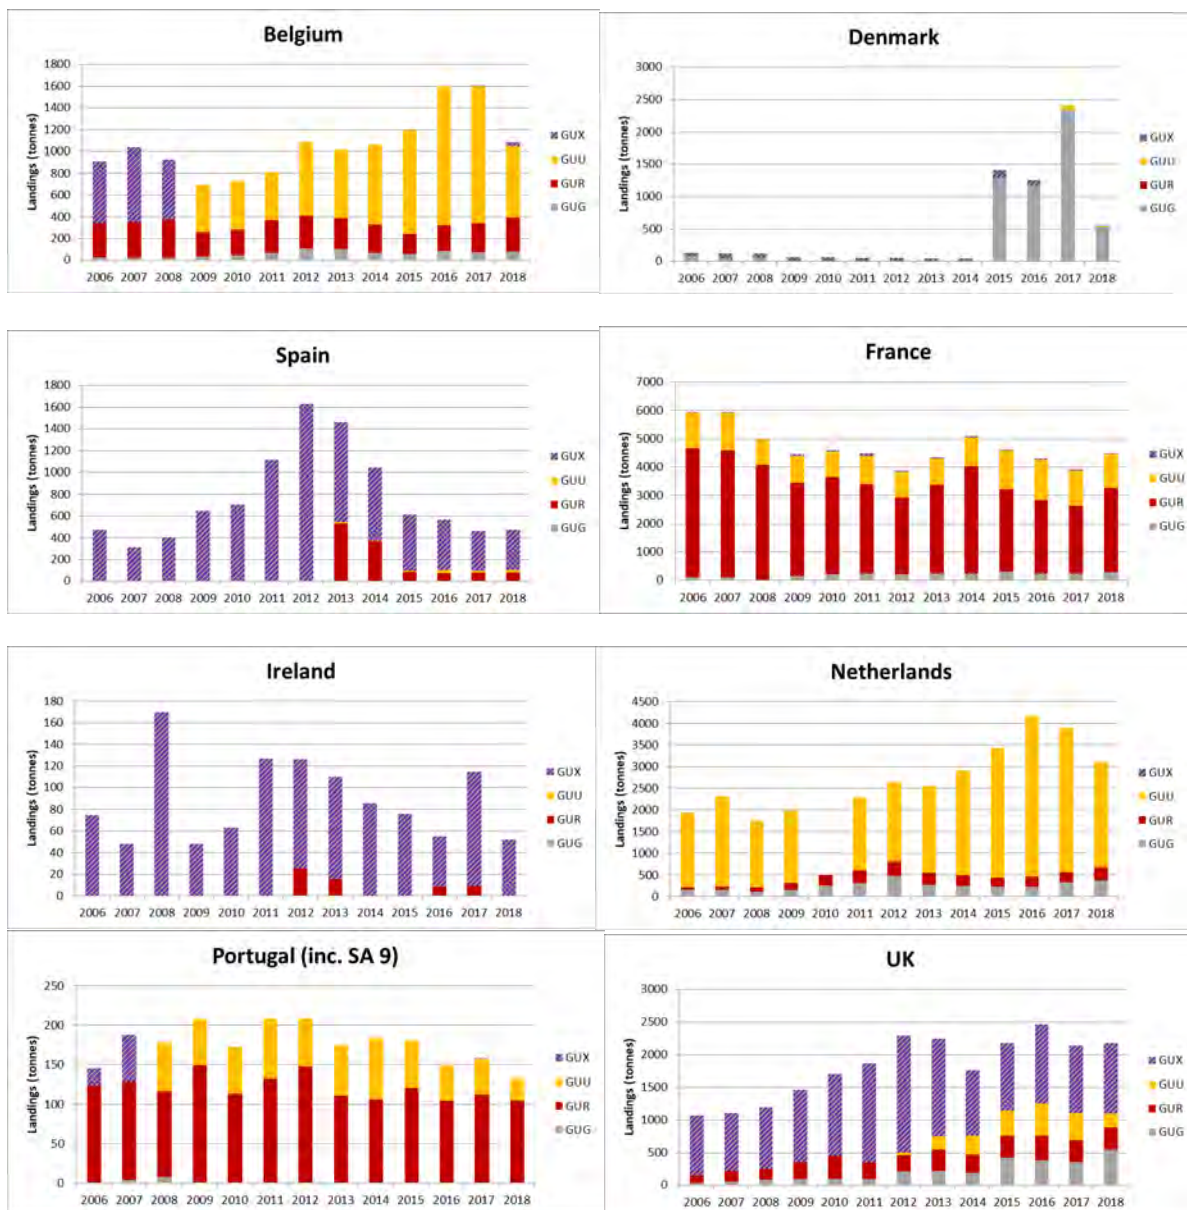 Belgium
Landings (tonnes)
1800
1600
1400
1200
1000
800
600
400
200
0
2006 2007 2008 2009 2010 2011 2012 2013 2014 2015 2016 2017 2018
GUX
GUU
GUR
GUG
Denmark
Landings (tonnes)
3000
2500
2000
1500
1000
500
0
2006 2007 2008 2009 2010 2011 2012 2013 2014 2015 2016 2017 2018
GUX
GUU
GUR
GUG
Spain
Landings (tonnes)
1800
1600
1400
1200
1000
800
600
400
200
0
2006 2007 2008 2009 2010 2011 2012 2013 2014 2015 2016 2017 2018
GUX
GUU
GUR
GUG
France
Landings (tonnes)
7000
6000
5000
4000
3000
2000
1000
0
2006 2007 2008 2009 2010 2011 2012 2013 2014 2015 2016 2017 2018
GUX
GUU
GUR
GUG
Ireland
Landings (tonnes)
180
160
140
120
100
80
60
40
20
0
2006 2007 2008 2009 2010 2011 2012 2013 2014 2015 2016 2017 2018
GUX
GUU
GUR
GUG
Netherlands
Landings (tonnes)
4500
4000
3500
3000
2500
2000
1500
1000
500
0
2006 2007 2008 2009 2010 2011 2012 2013 2014 2015 2016 2017 2018
GUX
GUU
GUR
GUG
Portugal (inc. SA 9)
Landings (tonnes)
250
200
150
100
50
0
2006 2007 2008 2009 2010 2011 2012 2013 2014 2015 2016 2017 2018
GUX
GUU
GUR
GUG
UK
Landings (tonnes)
3000
2500
2000
1500
1000
500
0
2006 2007 2008 2009 2010 2011 2012 2013 2014 2015 2016 2017 2018
GUX
GUU
GUR
GUG